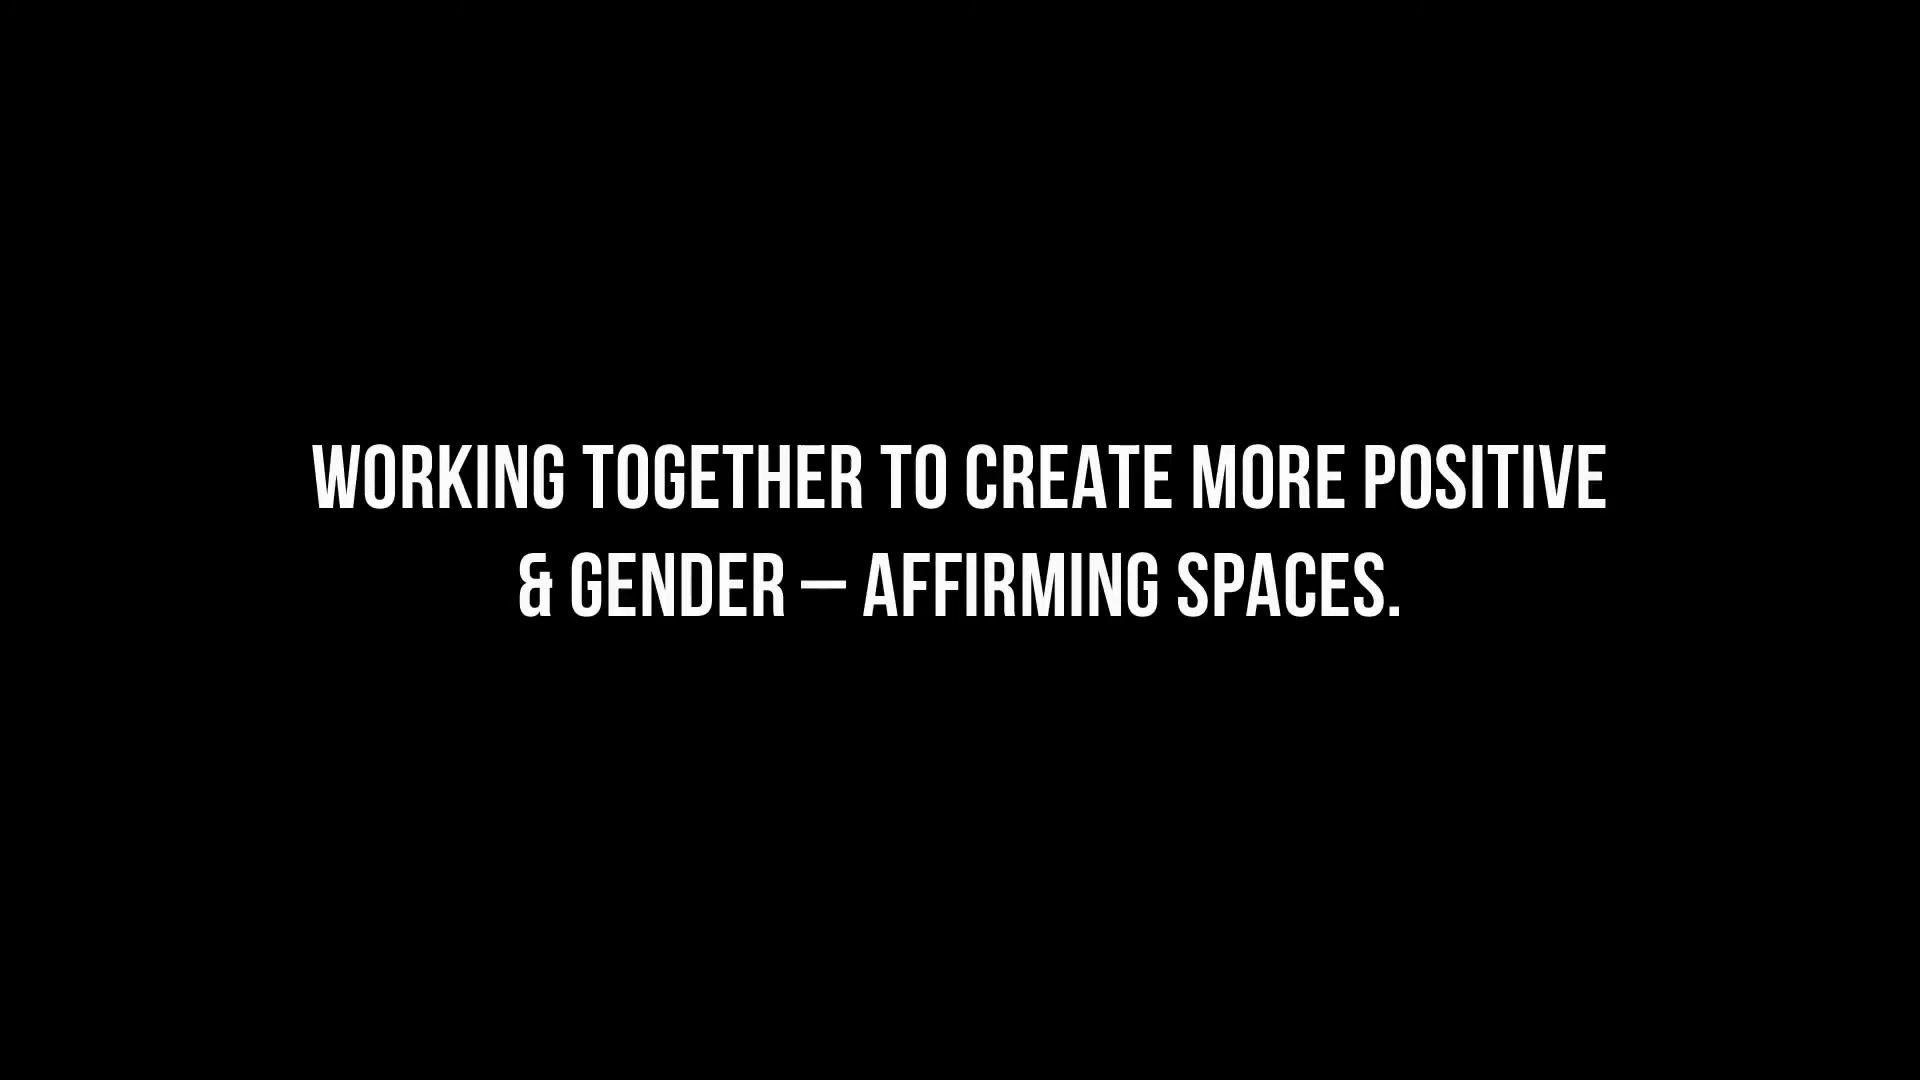 WORKING TOGETHER TO CREATE MORE POSITIVE
& GENDER – AFFIRMING SPACES.